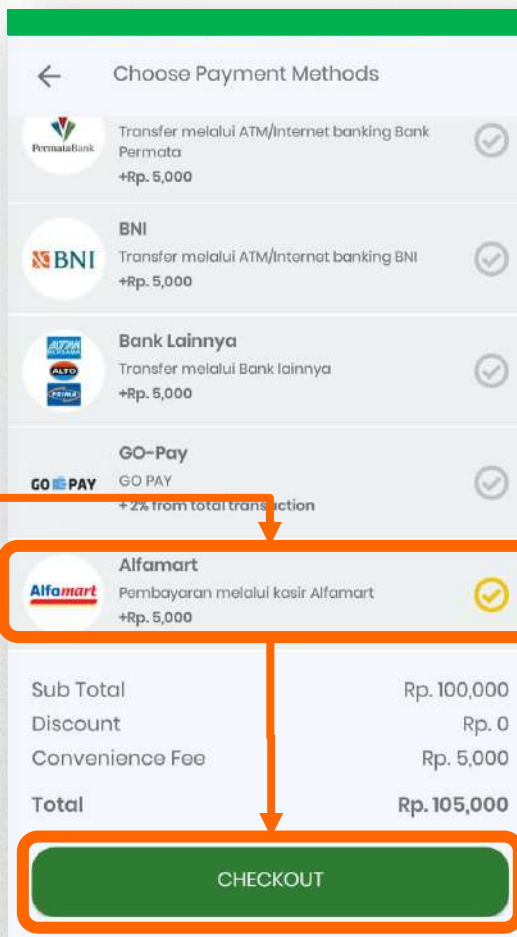 Choose Payment Methods
PermataBank
Transfer melalui ATM/Internet banking Bank
Permata
+Rp. 5,000
BNI
BNI
Transfer melalui ATM/Internet banking BNI
+Rp. 5,000
Bank Lainnya
ALTO
PRIMA
Transfer melalui Bank lainnya
+Rp. 5,000
GO-Pay
GO PAY
GO PAY
+ 2% from total transaction
Alfamart
Alfamart
Pembayaran melalui kasir Alfamart
+Rp. 5,000
Sub Total Rp. 100,000
Discount Rp. 0
Convenience Fee Rp. 5,000
Total Rp. 105,000
CHECKOUT